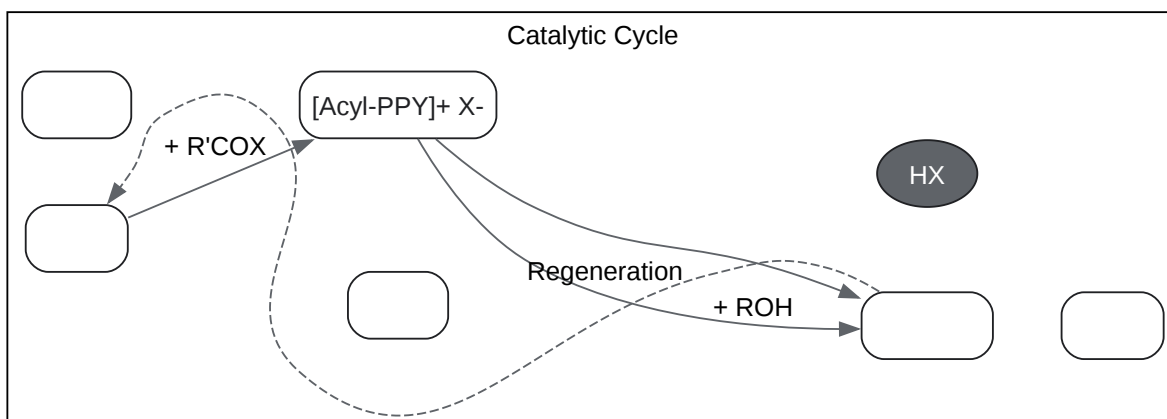 Catalytic Cycle
[Acyl-PPY]+ X-
+ R'COX
HX
Regeneration
+ ROH